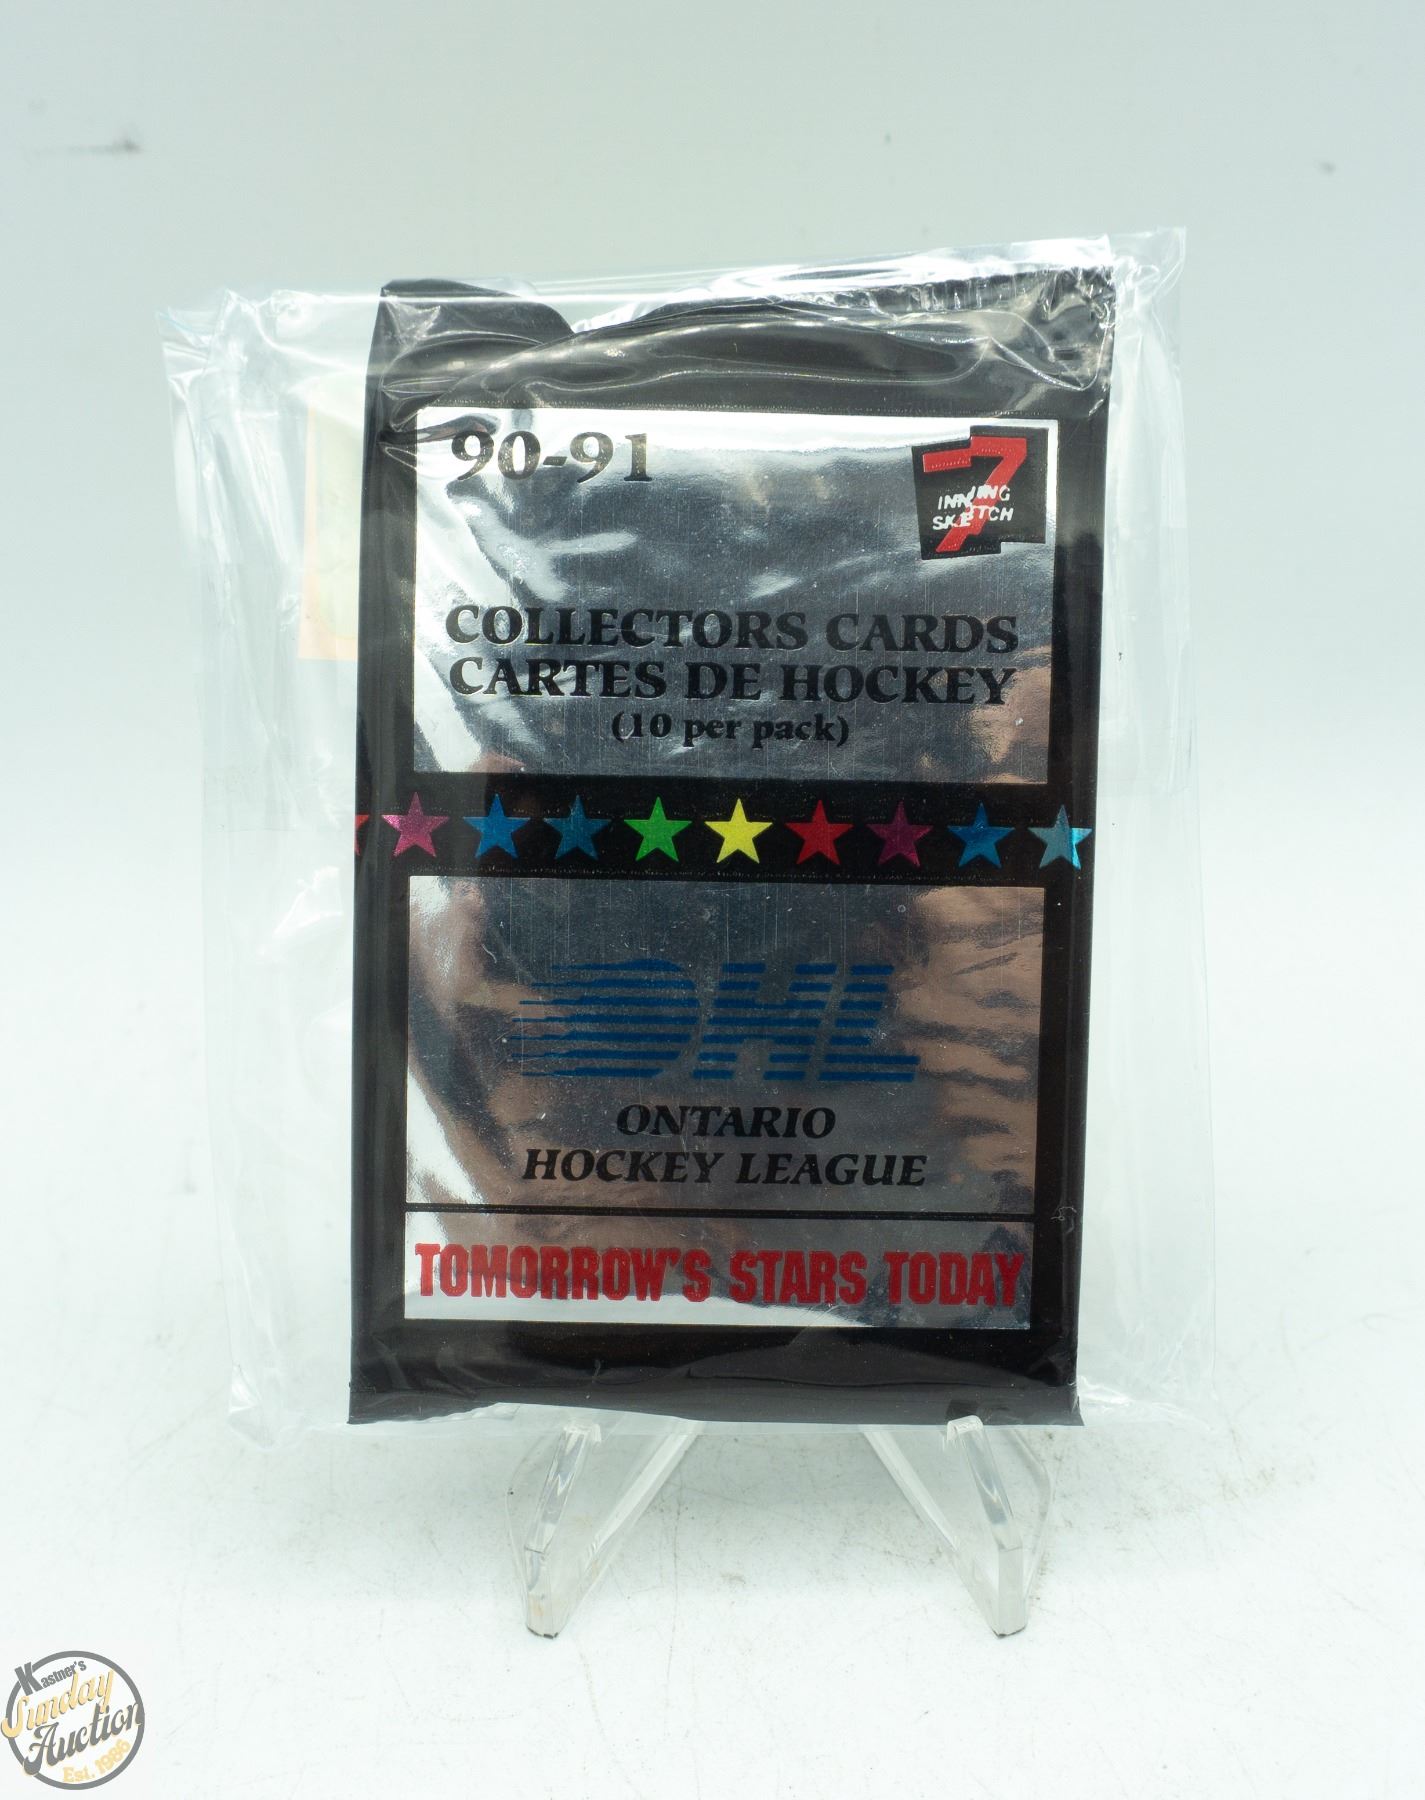 90-91
7
INNING
SKETCH
COLLECTORS CARDS
CARTES DE HOCKEY
(10 per pack)
OHL
ONTARIO
HOCKEY LEAGUE
TOMORROW'S STARS TODAY
Kastner's
Sunday
Auction
Est. 1986